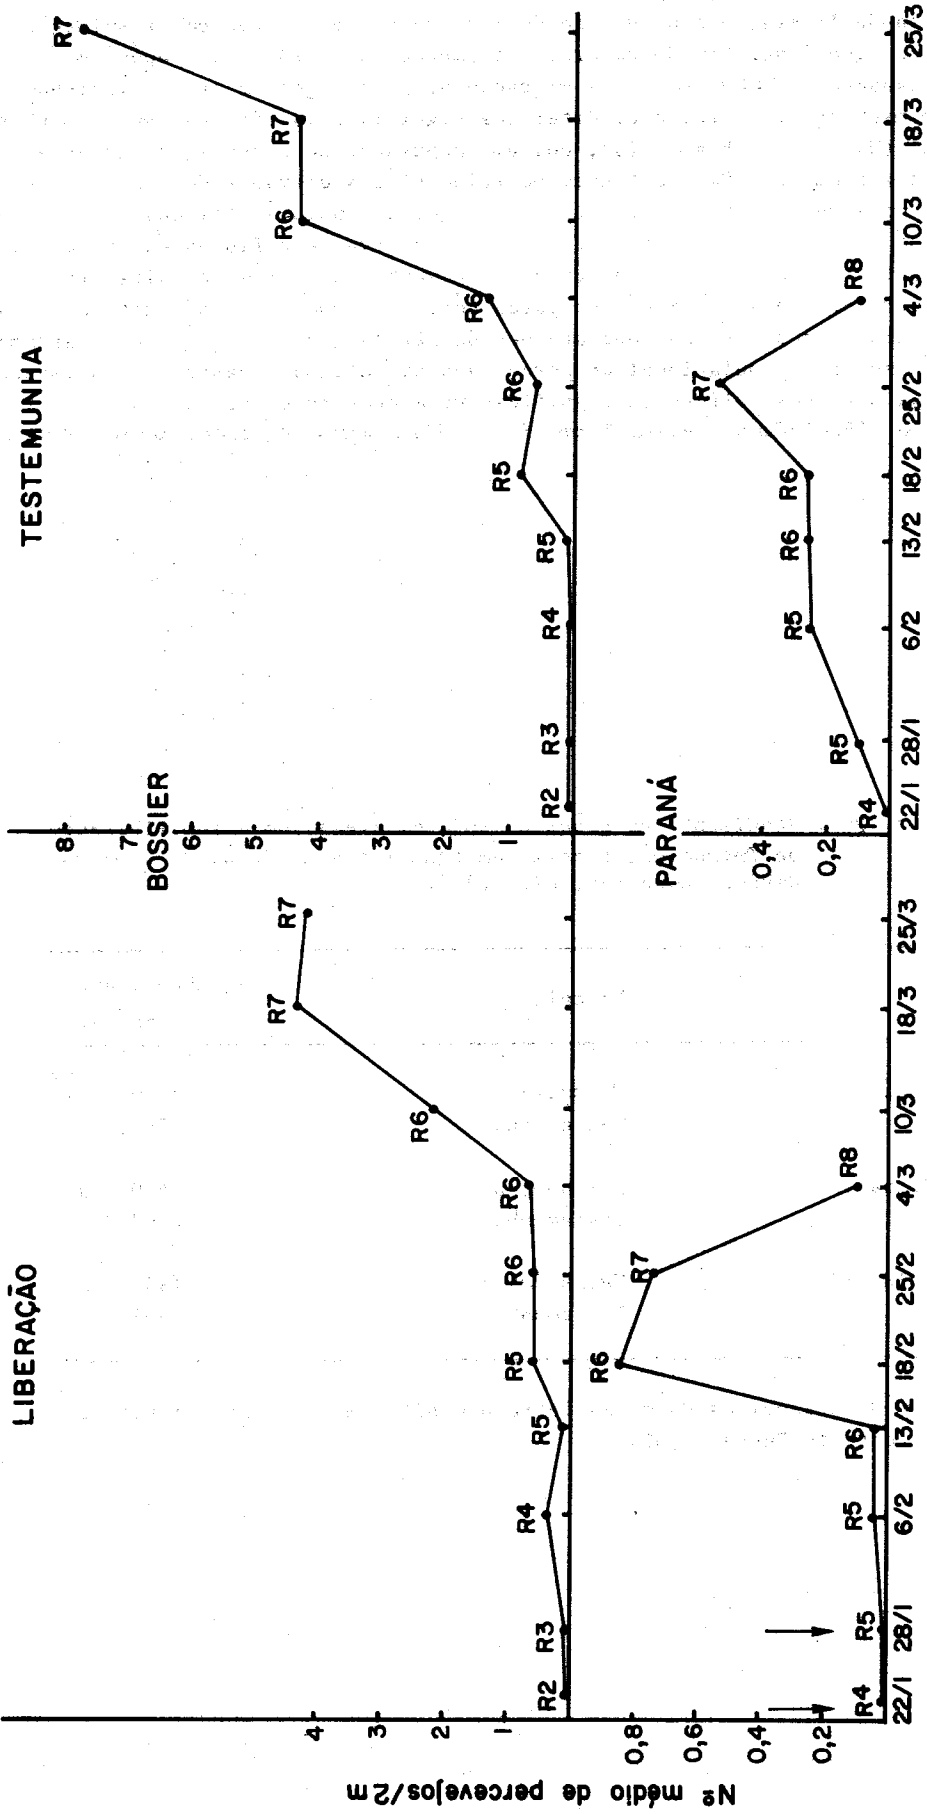 LIBERAÇÃO
TESTEMUNHA
Nº médio de percevejos/2m
BOSSIER
4
3
2
1
R2
R3
R4
R5
R5
R6
R6
R6
R7
R7
8
7
5
4
3
2
1
R2
R3
R4
R5
R5
R6
R6
R6
R7
R7
PARANÁ
0,8
0,6
0,4
0,2
R4
R5
R5
R6
R6
R7
R8
0,4
0,2
R4
R5
R5
R6
R6
R7
R8
22/1 28/1 6/2 13/2 18/2 25/2 4/3 10/3 18/3 25/3
22/1 28/1 6/2 13/2 18/2 25/2 4/3 10/3 18/3 25/3